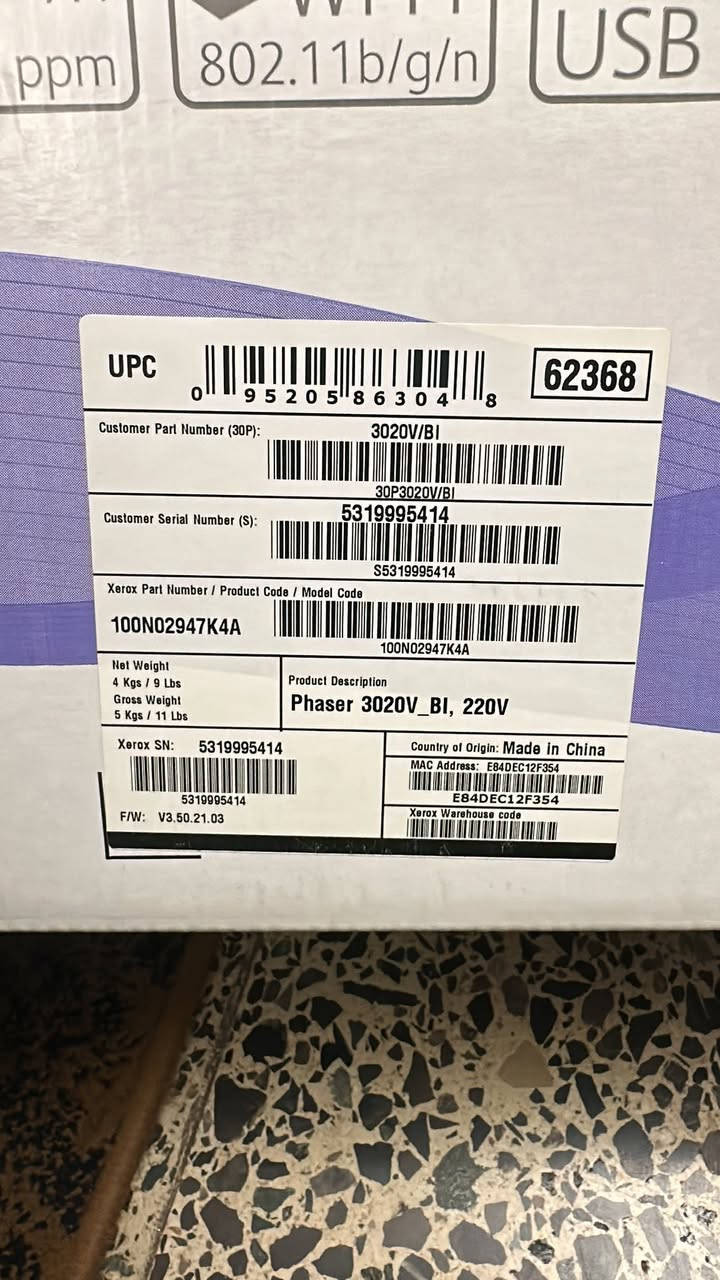 ppm
802.11b/g/n
USB
UPC
62368
0 95205 86304 8
Customer Part Number (30P):
3020V/BI
30P3020V/BI
Customer Serial Number (S):
5319995414
S5319995414
Xerox Part Number / Product Code / Model Code
100N02947K4A
100N02947K4A
Net Weight
4 Kgs / 9 Lbs
Gross Weight
5 Kgs / 11 Lbs
Product Description
Phaser 3020V_BI, 220V
Xerox SN: 5319995414
5319995414
F/W: V3.50.21.03
Country of Origin: Made in China
MAC Address: E84DEC12F354
E84DEC12F354
Xerox Warehouse code